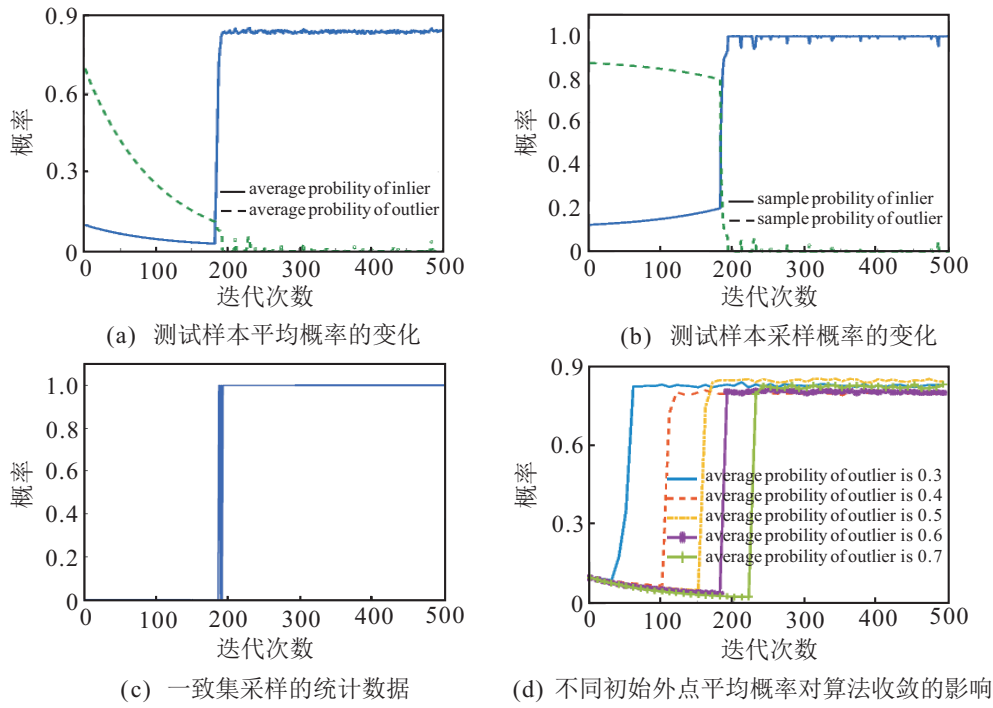 0.9
0.6
0.3
0
概率
average probility of inlier
average probility of outlier
0 100 200 300 400 500
迭代次数
(a) 测试样本平均概率的变化
1.0
0.8
0.6
0.4
0.2
0
概率
sample probility of inlier
sample probility of outlier
0 100 200 300 400 500
迭代次数
(b) 测试样本采样概率的变化
1.0
0.8
0.6
0.4
0.2
0
概率
0 100 200 300 400 500
迭代次数
(c) 一致集采样的统计数据
0.9
0.6
0.3
0
概率
average probility of outlier is 0.3
average probility of outlier is 0.4
average probility of outlier is 0.5
average probility of outlier is 0.6
average probility of outlier is 0.7
0 100 200 300 400 500
迭代次数
(d) 不同初始外点平均概率对算法收敛的影响